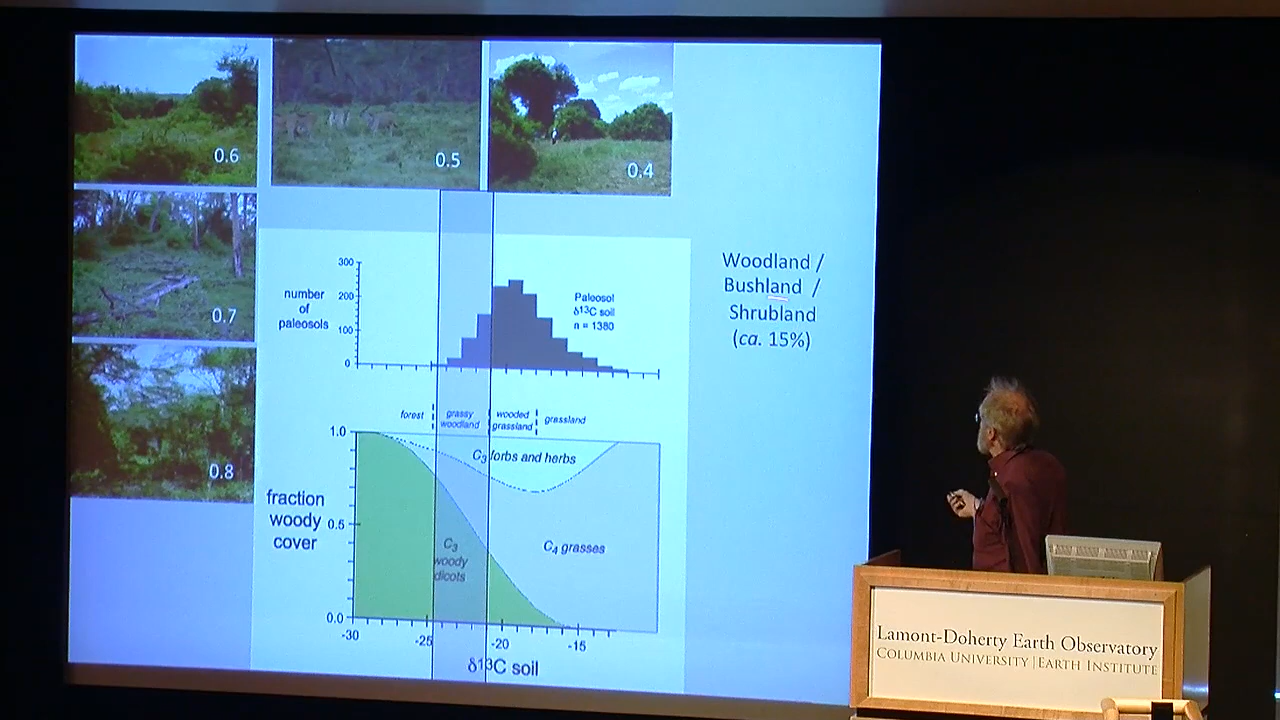 0.6
0.5
0.4
0.7
0.8
Woodland /
Bushland /
Shrubland
(ca. 15%)
300
200
100
0
number
of
paleosols
Paleosol
δ13C soil
n = 1380
forest
grassy
woodland
wooded
grassland
grassland
1.0
0.5
0.0
fraction
woody
cover
C3 forbs and herbs
C3
woody
dicots
C4 grasses
-30
-25
-20
-15
δ13C soil
Lamont-Doherty Earth Observatory
COLUMBIA UNIVERSITY | EARTH INSTITUTE